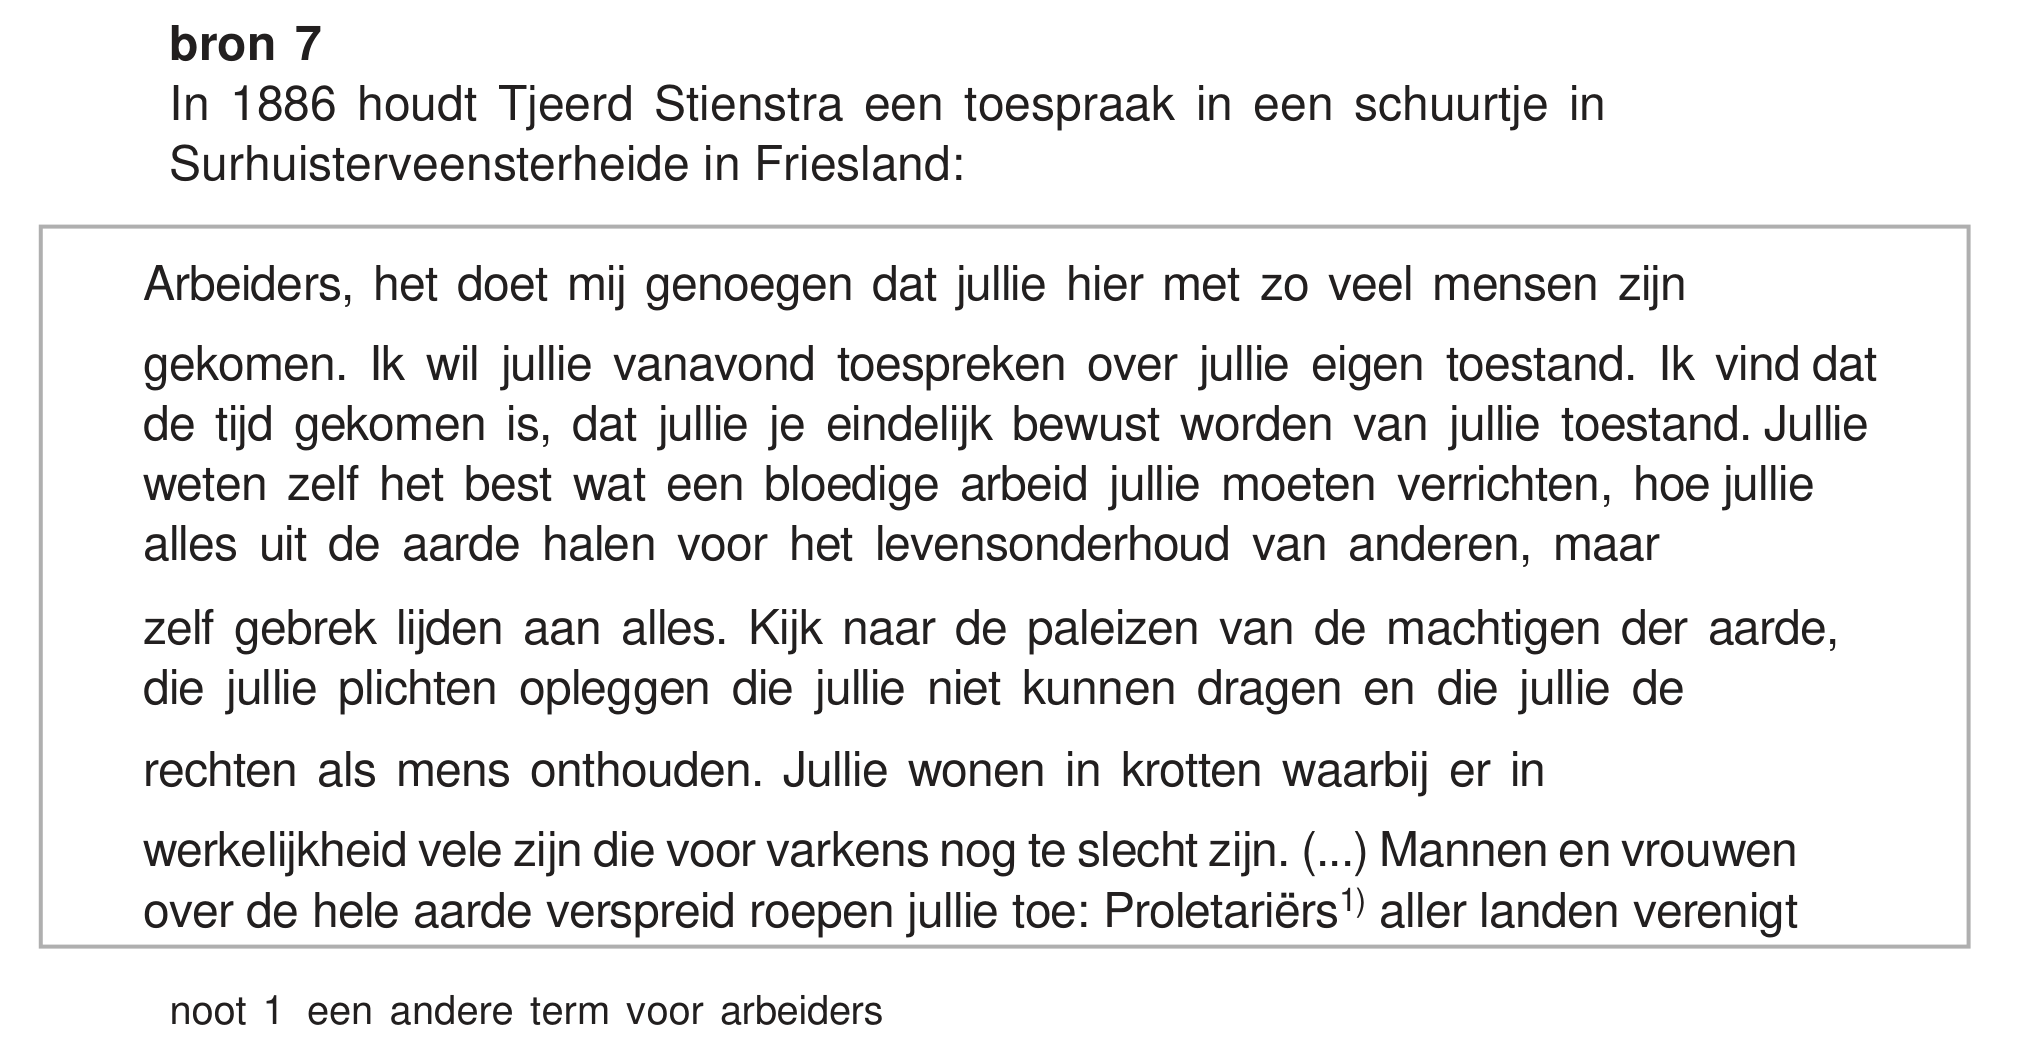 bron 7
In 1886 houdt Tjeerd Stienstra een toespraak in een schuurtje in
Surhuisterveensterheide in Friesland:
Arbeiders, het doet mij genoegen dat jullie hier met zo veel mensen zijn
gekomen. Ik wil jullie vanavond toespreken over jullie eigen toestand. Ik vind dat
de tijd gekomen is, dat jullie je eindelijk bewust worden van jullie toestand. Jullie
weten zelf het best wat een bloedige arbeid jullie moeten verrichten, hoe jullie
alles uit de aarde halen voor het levensonderhoud van anderen, maar
zelf gebrek lijden aan alles. Kijk naar de paleizen van de machtigen der aarde,
die jullie plichten opleggen die jullie niet kunnen dragen en die jullie de
rechten als mens onthouden. Jullie wonen in krotten waarbij er in
werkelijkheid vele zijn die voor varkens nog te slecht zijn. (...) Mannen en vrouwen
over de hele aarde verspreid roepen jullie toe: Proletariërs1) aller landen verenigt
noot 1 een andere term voor arbeiders